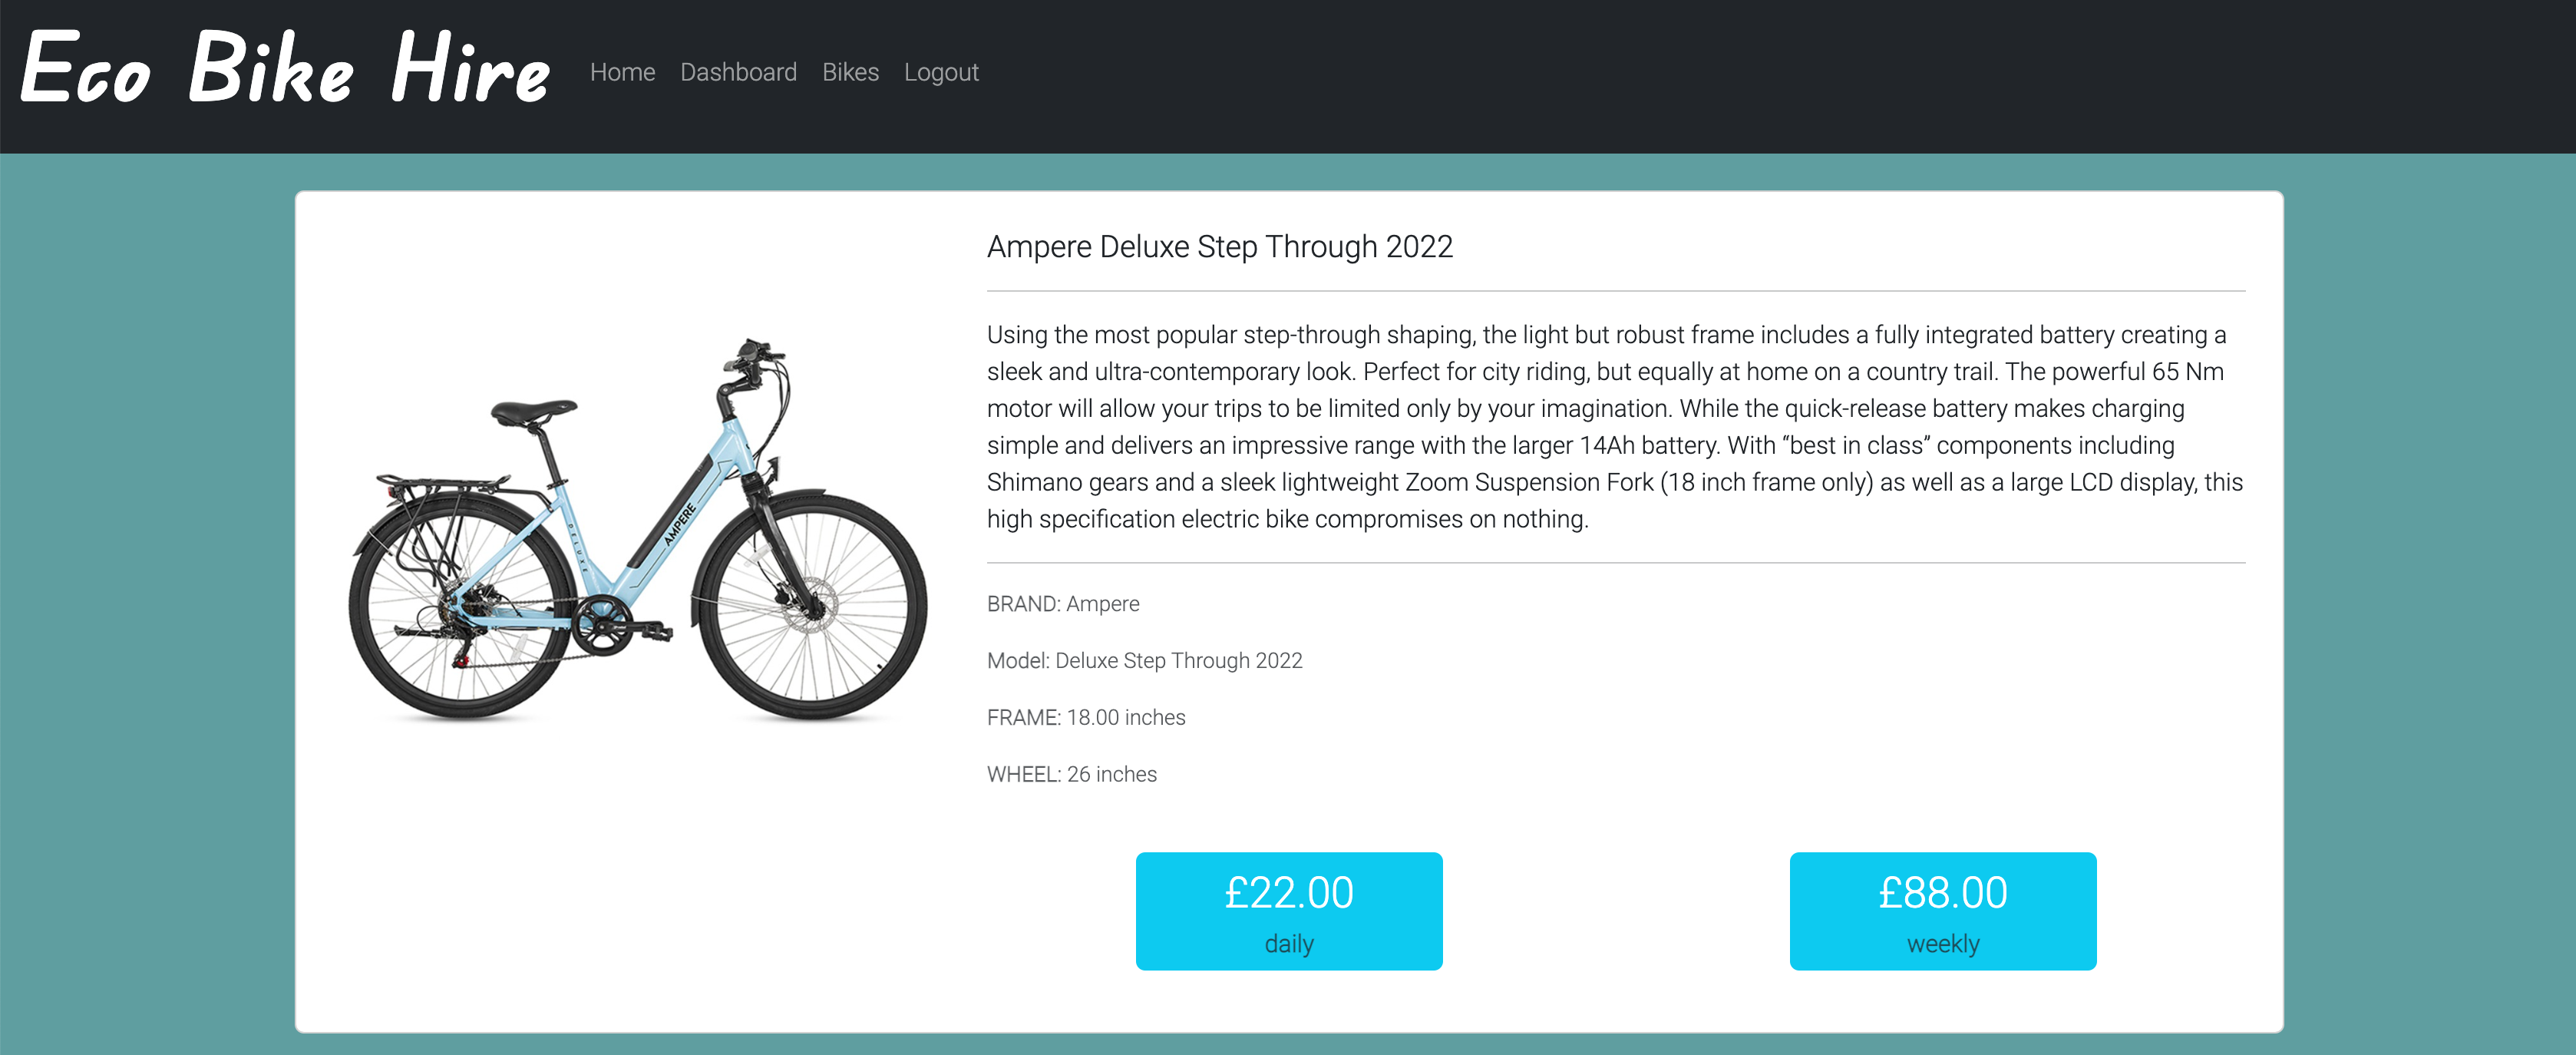 Eco Bike Hire
Home Dashboard Bikes Logout
Ampere Deluxe Step Through 2022
Using the most popular step-through shaping, the light but robust frame includes a fully integrated battery creating a
sleek and ultra-contemporary look. Perfect for city riding, but equally at home on a country trail. The powerful 65 Nm
motor will allow your trips to be limited only by your imagination. While the quick-release battery makes charging
simple and delivers an impressive range with the larger 14Ah battery. With “best in class” components including
Shimano gears and a sleek lightweight Zoom Suspension Fork (18 inch frame only) as well as a large LCD display, this
high specification electric bike compromises on nothing.
AMPERE
DELUXE
BRAND: Ampere
Model: Deluxe Step Through 2022
FRAME: 18.00 inches
WHEEL: 26 inches
£22.00
daily
£88.00
weekly